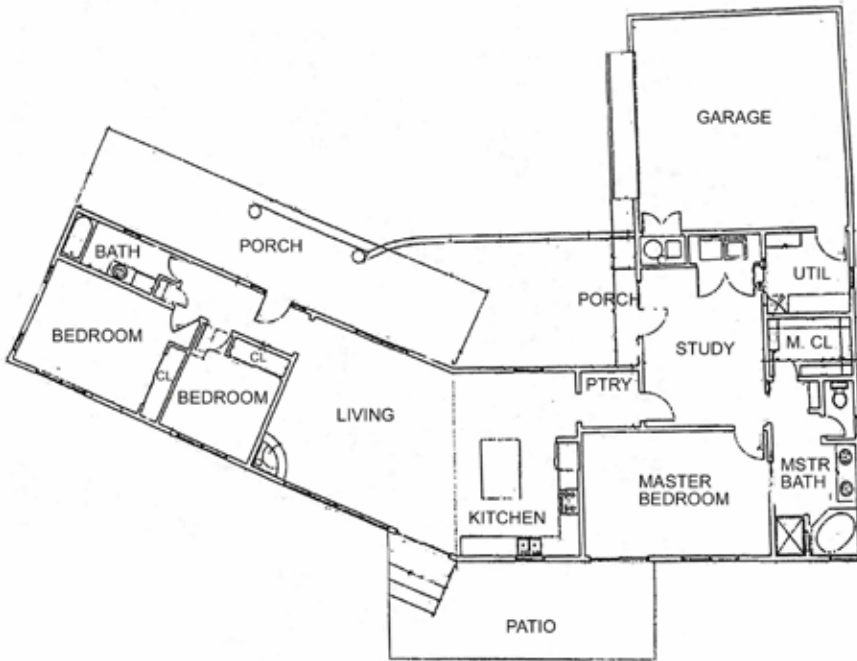 GARAGE
PORCH
BATH
UTIL
PORCH
BEDROOM
STUDY
M. CL
CL
CL
BEDROOM
PTRY
LIVING
MASTER
BEDROOM
MSTR
BATH
KITCHEN
PATIO